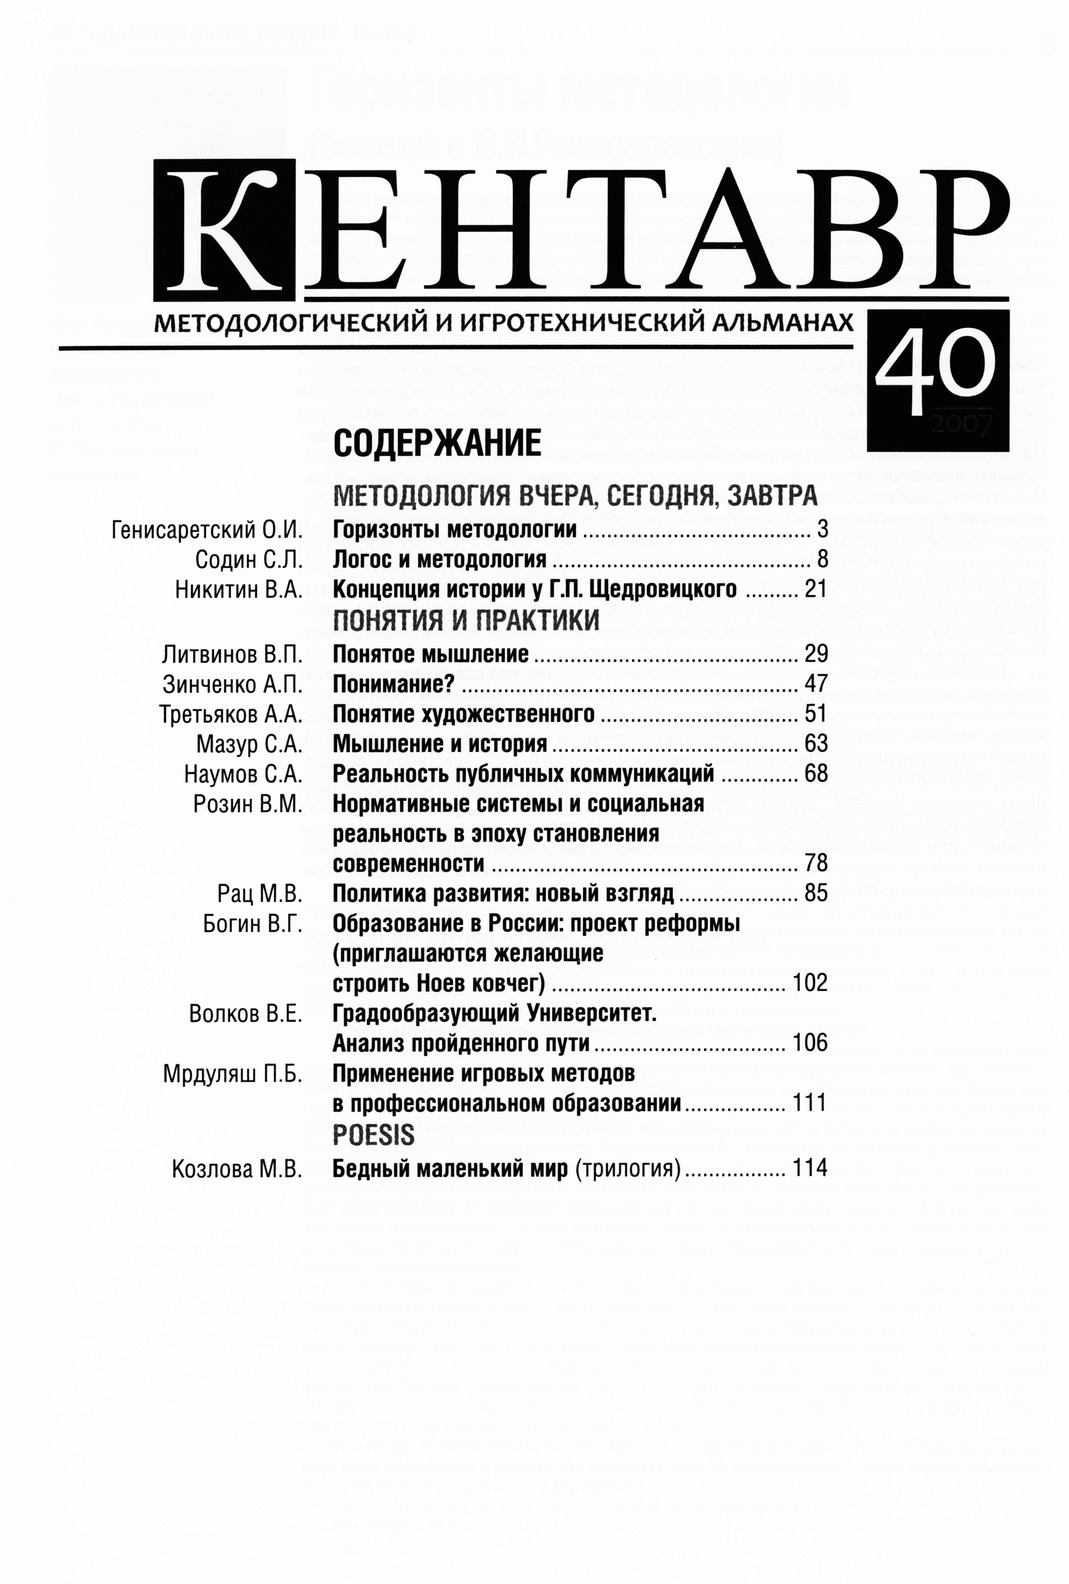 КЕНТАВР
МЕТОДОЛОГИЧЕСКИЙ И ИГРОТЕХНИЧЕСКИЙ АЛЬМАНАХ
40
2007
СОДЕРЖАНИЕ
МЕТОДОЛОГИЯ ВЧЕРА, СЕГОДНЯ, ЗАВТРА
Генисаретский О.И. Горизонты методологии ... 3
Содин С.Л. Логос и методология ... 8
Никитин В.А. Концепция истории у Г.П. Щедровицкого ... 21
ПОНЯТИЯ И ПРАКТИКИ
Литвинов В.П. Понятое мышление ... 29
Зинченко А.П. Понимание? ... 47
Третьяков А.А. Понятие художественного ... 51
Мазур С.А. Мышление и история ... 63
Наумов С.А. Реальность публичных коммуникаций ... 68
Розин В.М. Нормативные системы и социальная
реальность в эпоху становления
современности ... 78
Рац М.В. Политика развития: новый взгляд ... 85
Богин В.Г. Образование в России: проект реформы
(приглашаются желающие
строить Ноев ковчег) ... 102
Волков В.Е. Градообразующий Университет.
Анализ пройденного пути ... 106
Мрдуляш П.Б. Применение игровых методов
в профессиональном образовании ... 111
POESIS
Козлова М.В. Бедный маленький мир (трилогия) ... 114